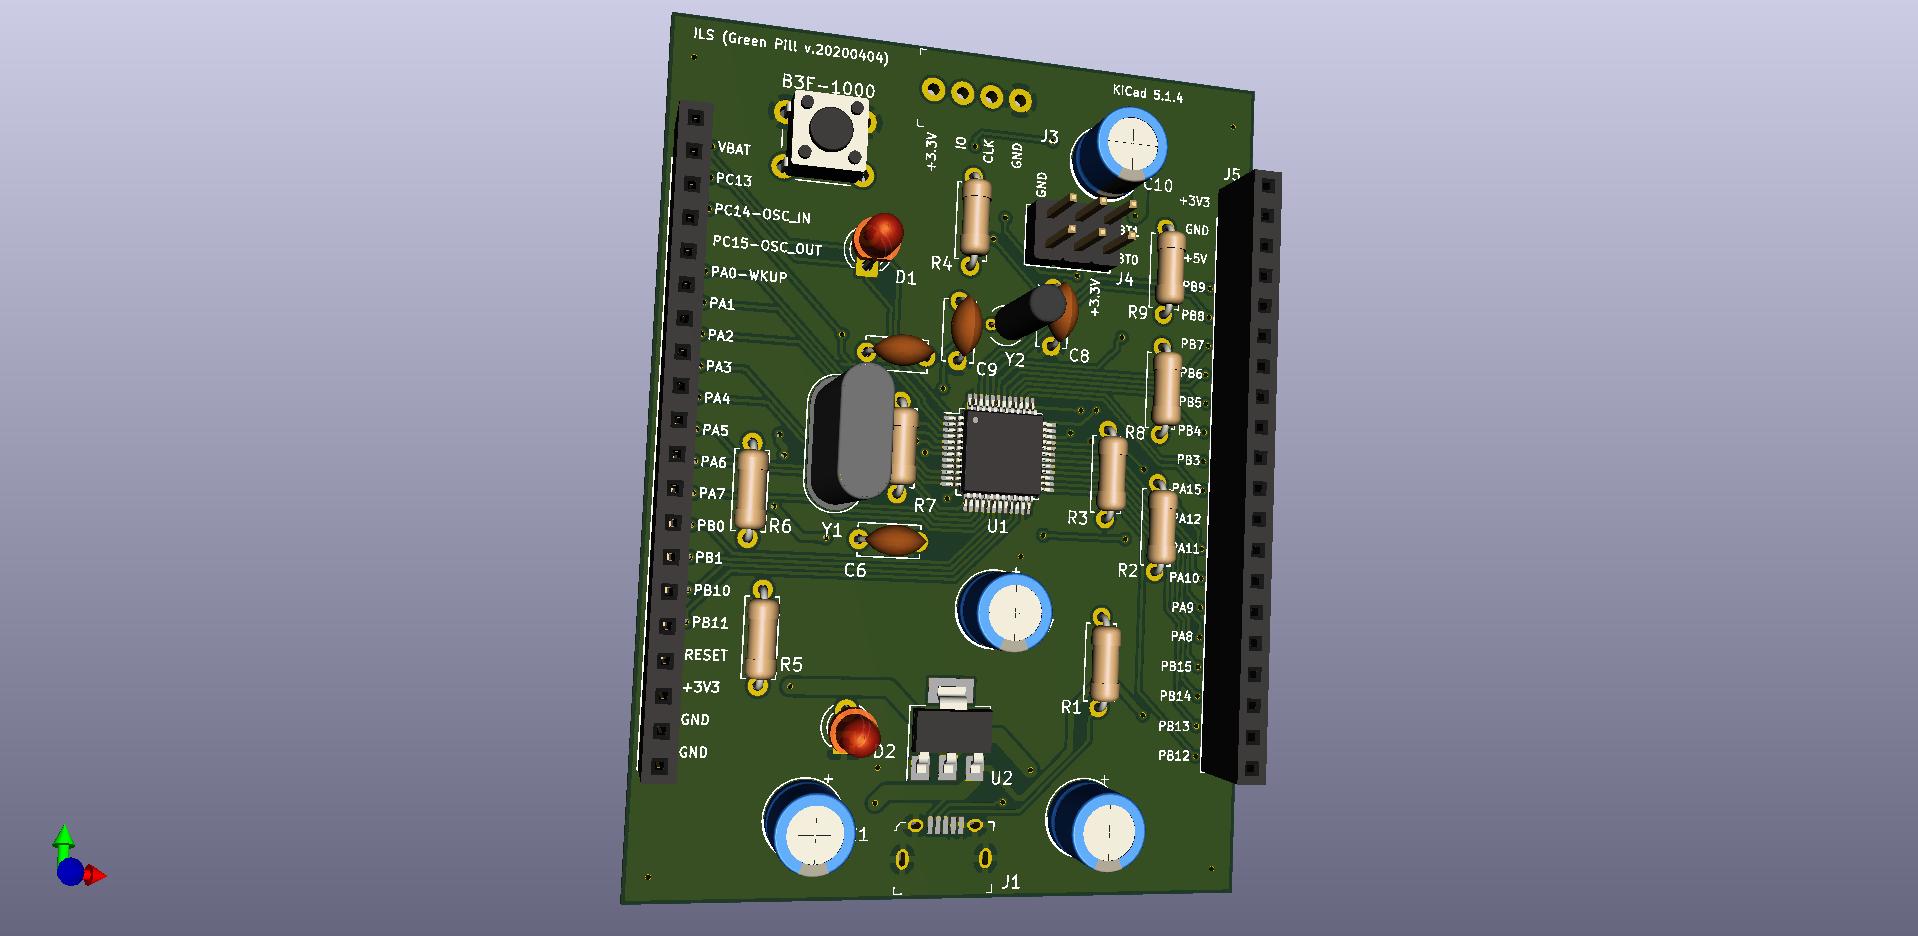 ILS (Green Pill v.20200404)
KiCad 5.1.4
B3F-1000
+3.3V
IO
CLK
GND
J3
GND
BT1
BT0
+3.3V
J4
C10
J5
VBAT
PC13
PC14-OSC_IN
PC15-OSC_OUT
PA0-WKUP
PA1
PA2
PA3
PA4
PA5
PA6
PA7
PB0
PB1
PB10
PB11
RESET
+3V3
GND
GND
D1
R4
C9
Y2
C8
R9
R8
R7
Y1
U1
R3
R6
C6
R2
R5
R1
D2
U2
+
+
+
1
J1
+3V3
GND
+5V
PB9
PB8
PB7
PB6
PB5
PB4
PB3
PA15
PA12
PA11
PA10
PA9
PA8
PB15
PB14
PB13
PB12